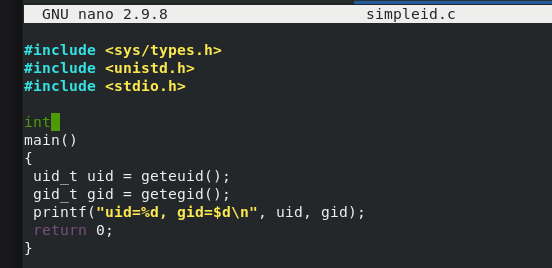 GNU nano 2.9.8 simpleid.c
#include <sys/types.h>
#include <unistd.h>
#include <stdio.h>
int
main()
{
uid_t uid = geteuid();
gid_t gid = getegid();
printf("uid=%d, gid=$d\n", uid, gid);
return 0;
}